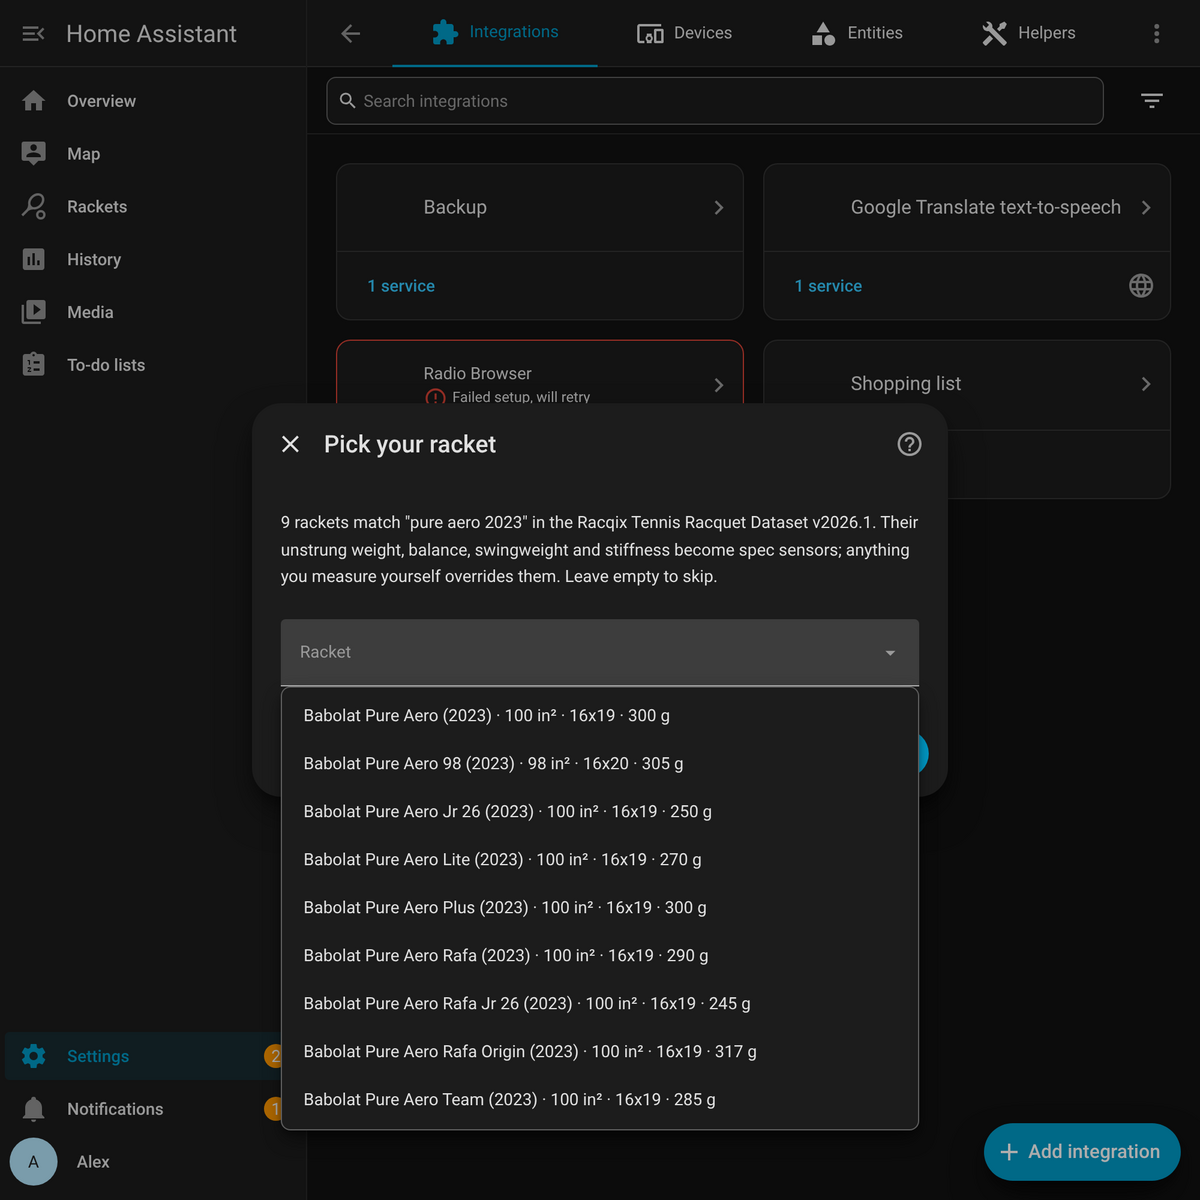 Home Assistant
Integrations
Devices
Entities
Helpers
Search integrations
Overview
Map
Rackets
History
Media
To-do lists
Backup
1 service
Google Translate text-to-speech
1 service
Radio Browser
Failed setup, will retry
Shopping list
Pick your racket
9 rackets match "pure aero 2023" in the Racqix Tennis Racquet Dataset v2026.1. Their
unstrung weight, balance, swingweight and stiffness become spec sensors; anything
you measure yourself overrides them. Leave empty to skip.
Racket
Babolat Pure Aero (2023) · 100 in² · 16x19 · 300 g
Babolat Pure Aero 98 (2023) · 98 in² · 16x20 · 305 g
Babolat Pure Aero Jr 26 (2023) · 100 in² · 16x19 · 250 g
Babolat Pure Aero Lite (2023) · 100 in² · 16x19 · 270 g
Babolat Pure Aero Plus (2023) · 100 in² · 16x19 · 300 g
Babolat Pure Aero Rafa (2023) · 100 in² · 16x19 · 290 g
Babolat Pure Aero Rafa Jr 26 (2023) · 100 in² · 16x19 · 245 g
Babolat Pure Aero Rafa Origin (2023) · 100 in² · 16x19 · 317 g
Babolat Pure Aero Team (2023) · 100 in² · 16x19 · 285 g
Settings
2
Notifications
1
A
Alex
Add integration